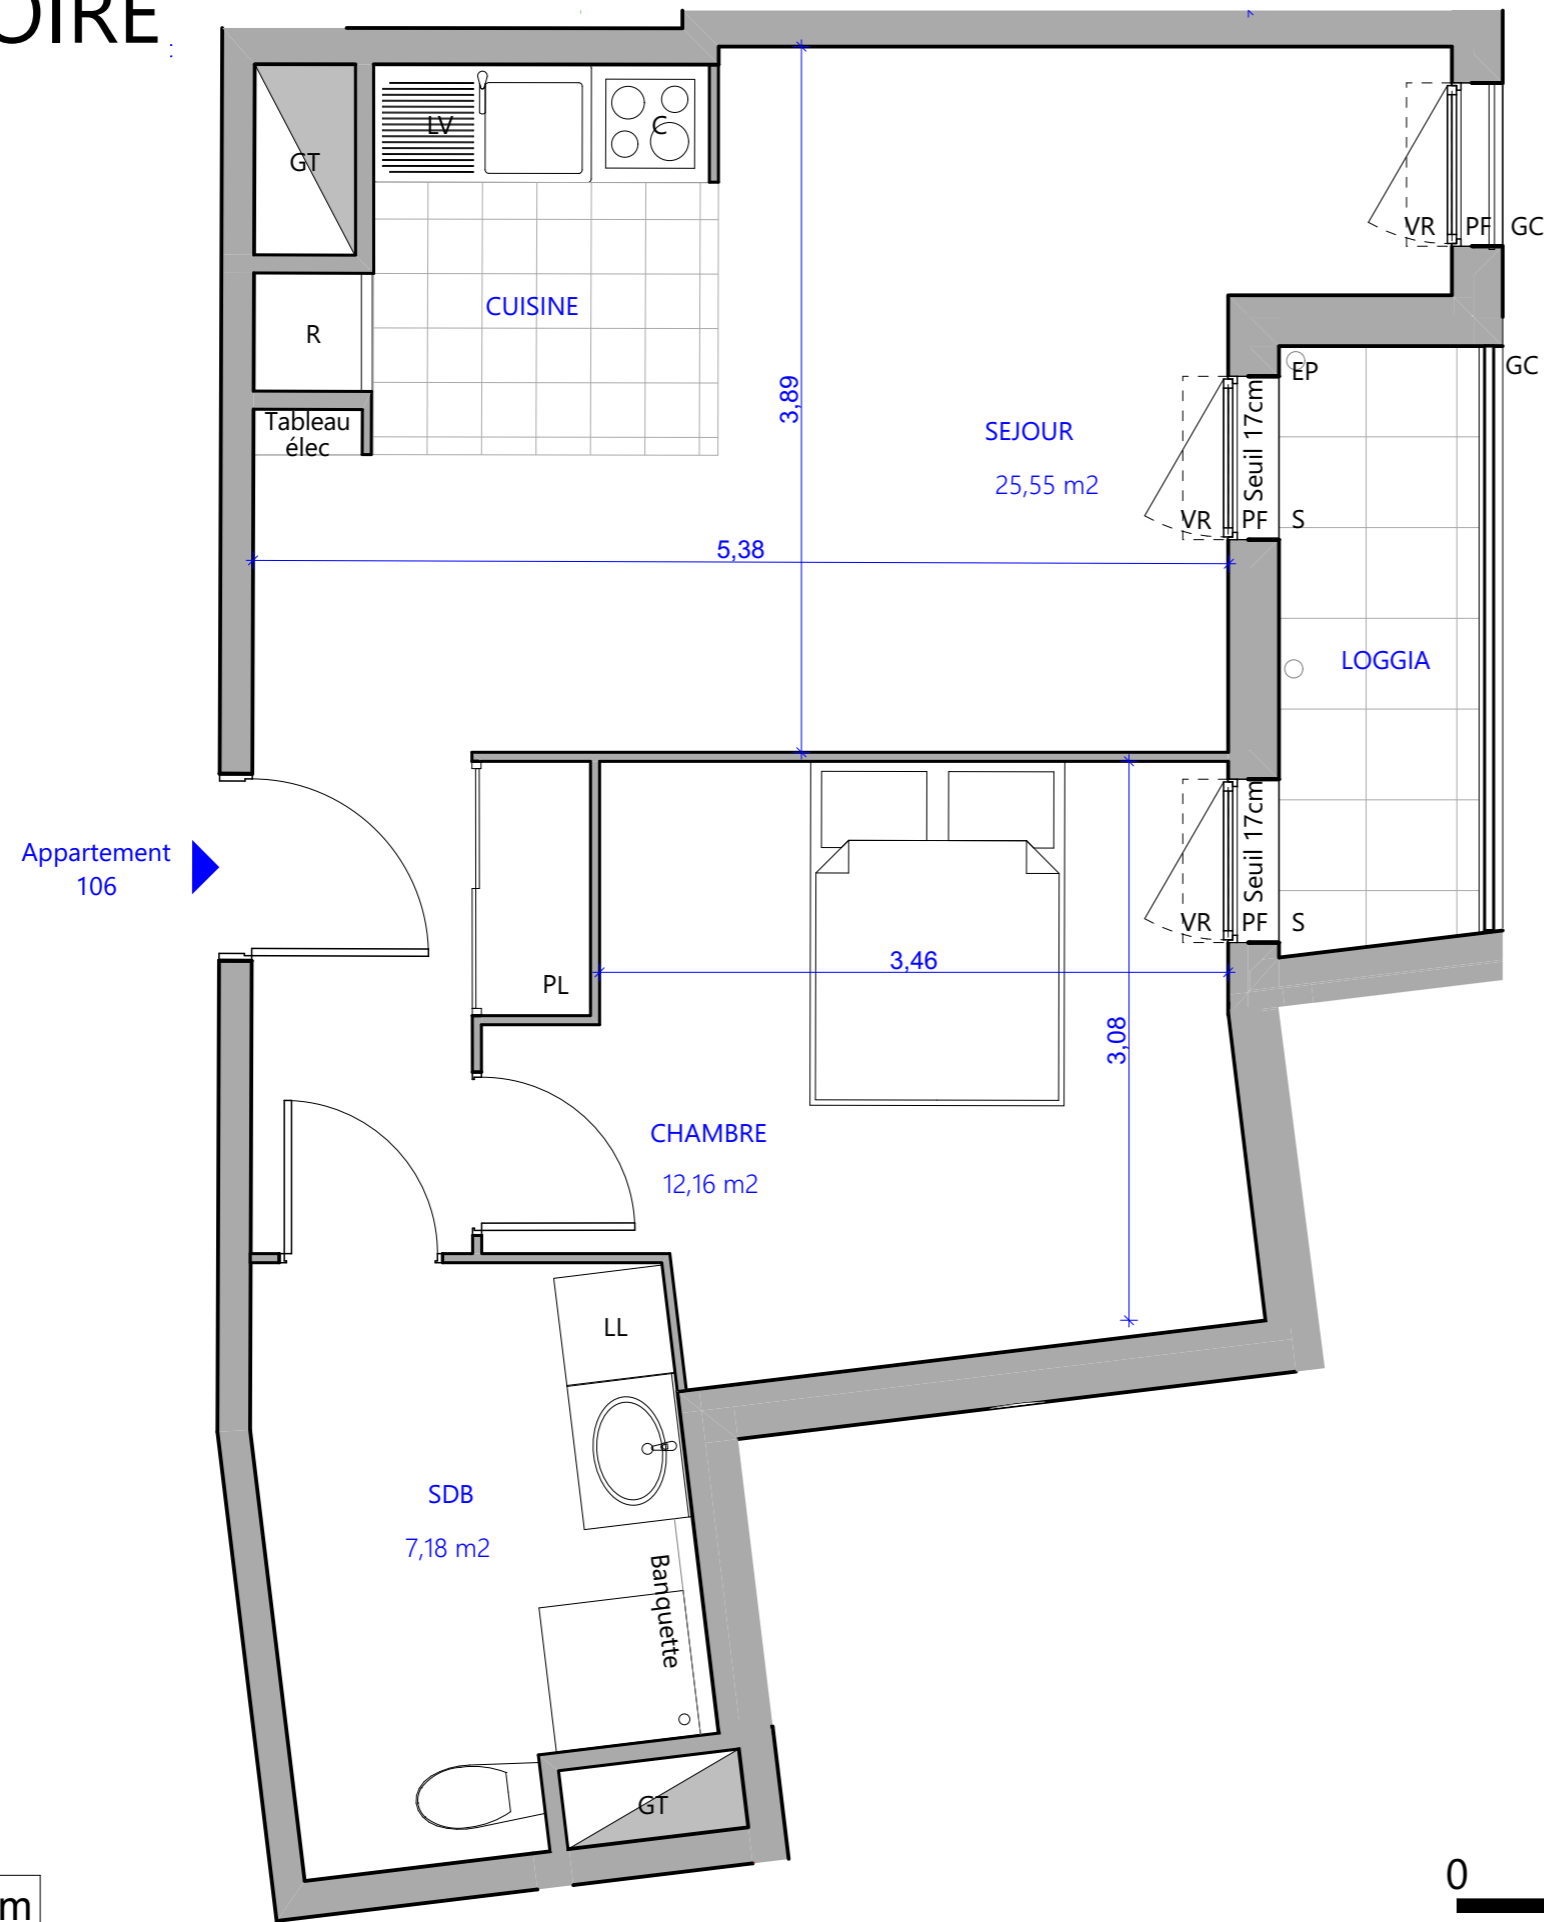 OIRE
LV
C
GT
VR PF GC
CUISINE
R
EP
GC
Tableau
élec
3,89
SEJOUR
Seuil 17cm
25,55 m2
VR PF S
5,38
LOGGIA
Appartement
106
Seuil 17cm
VR PF S
3,46
PL
3,08
CHAMBRE
12,16 m2
LL
SDB
7,18 m2
Banquette
GT
0
m